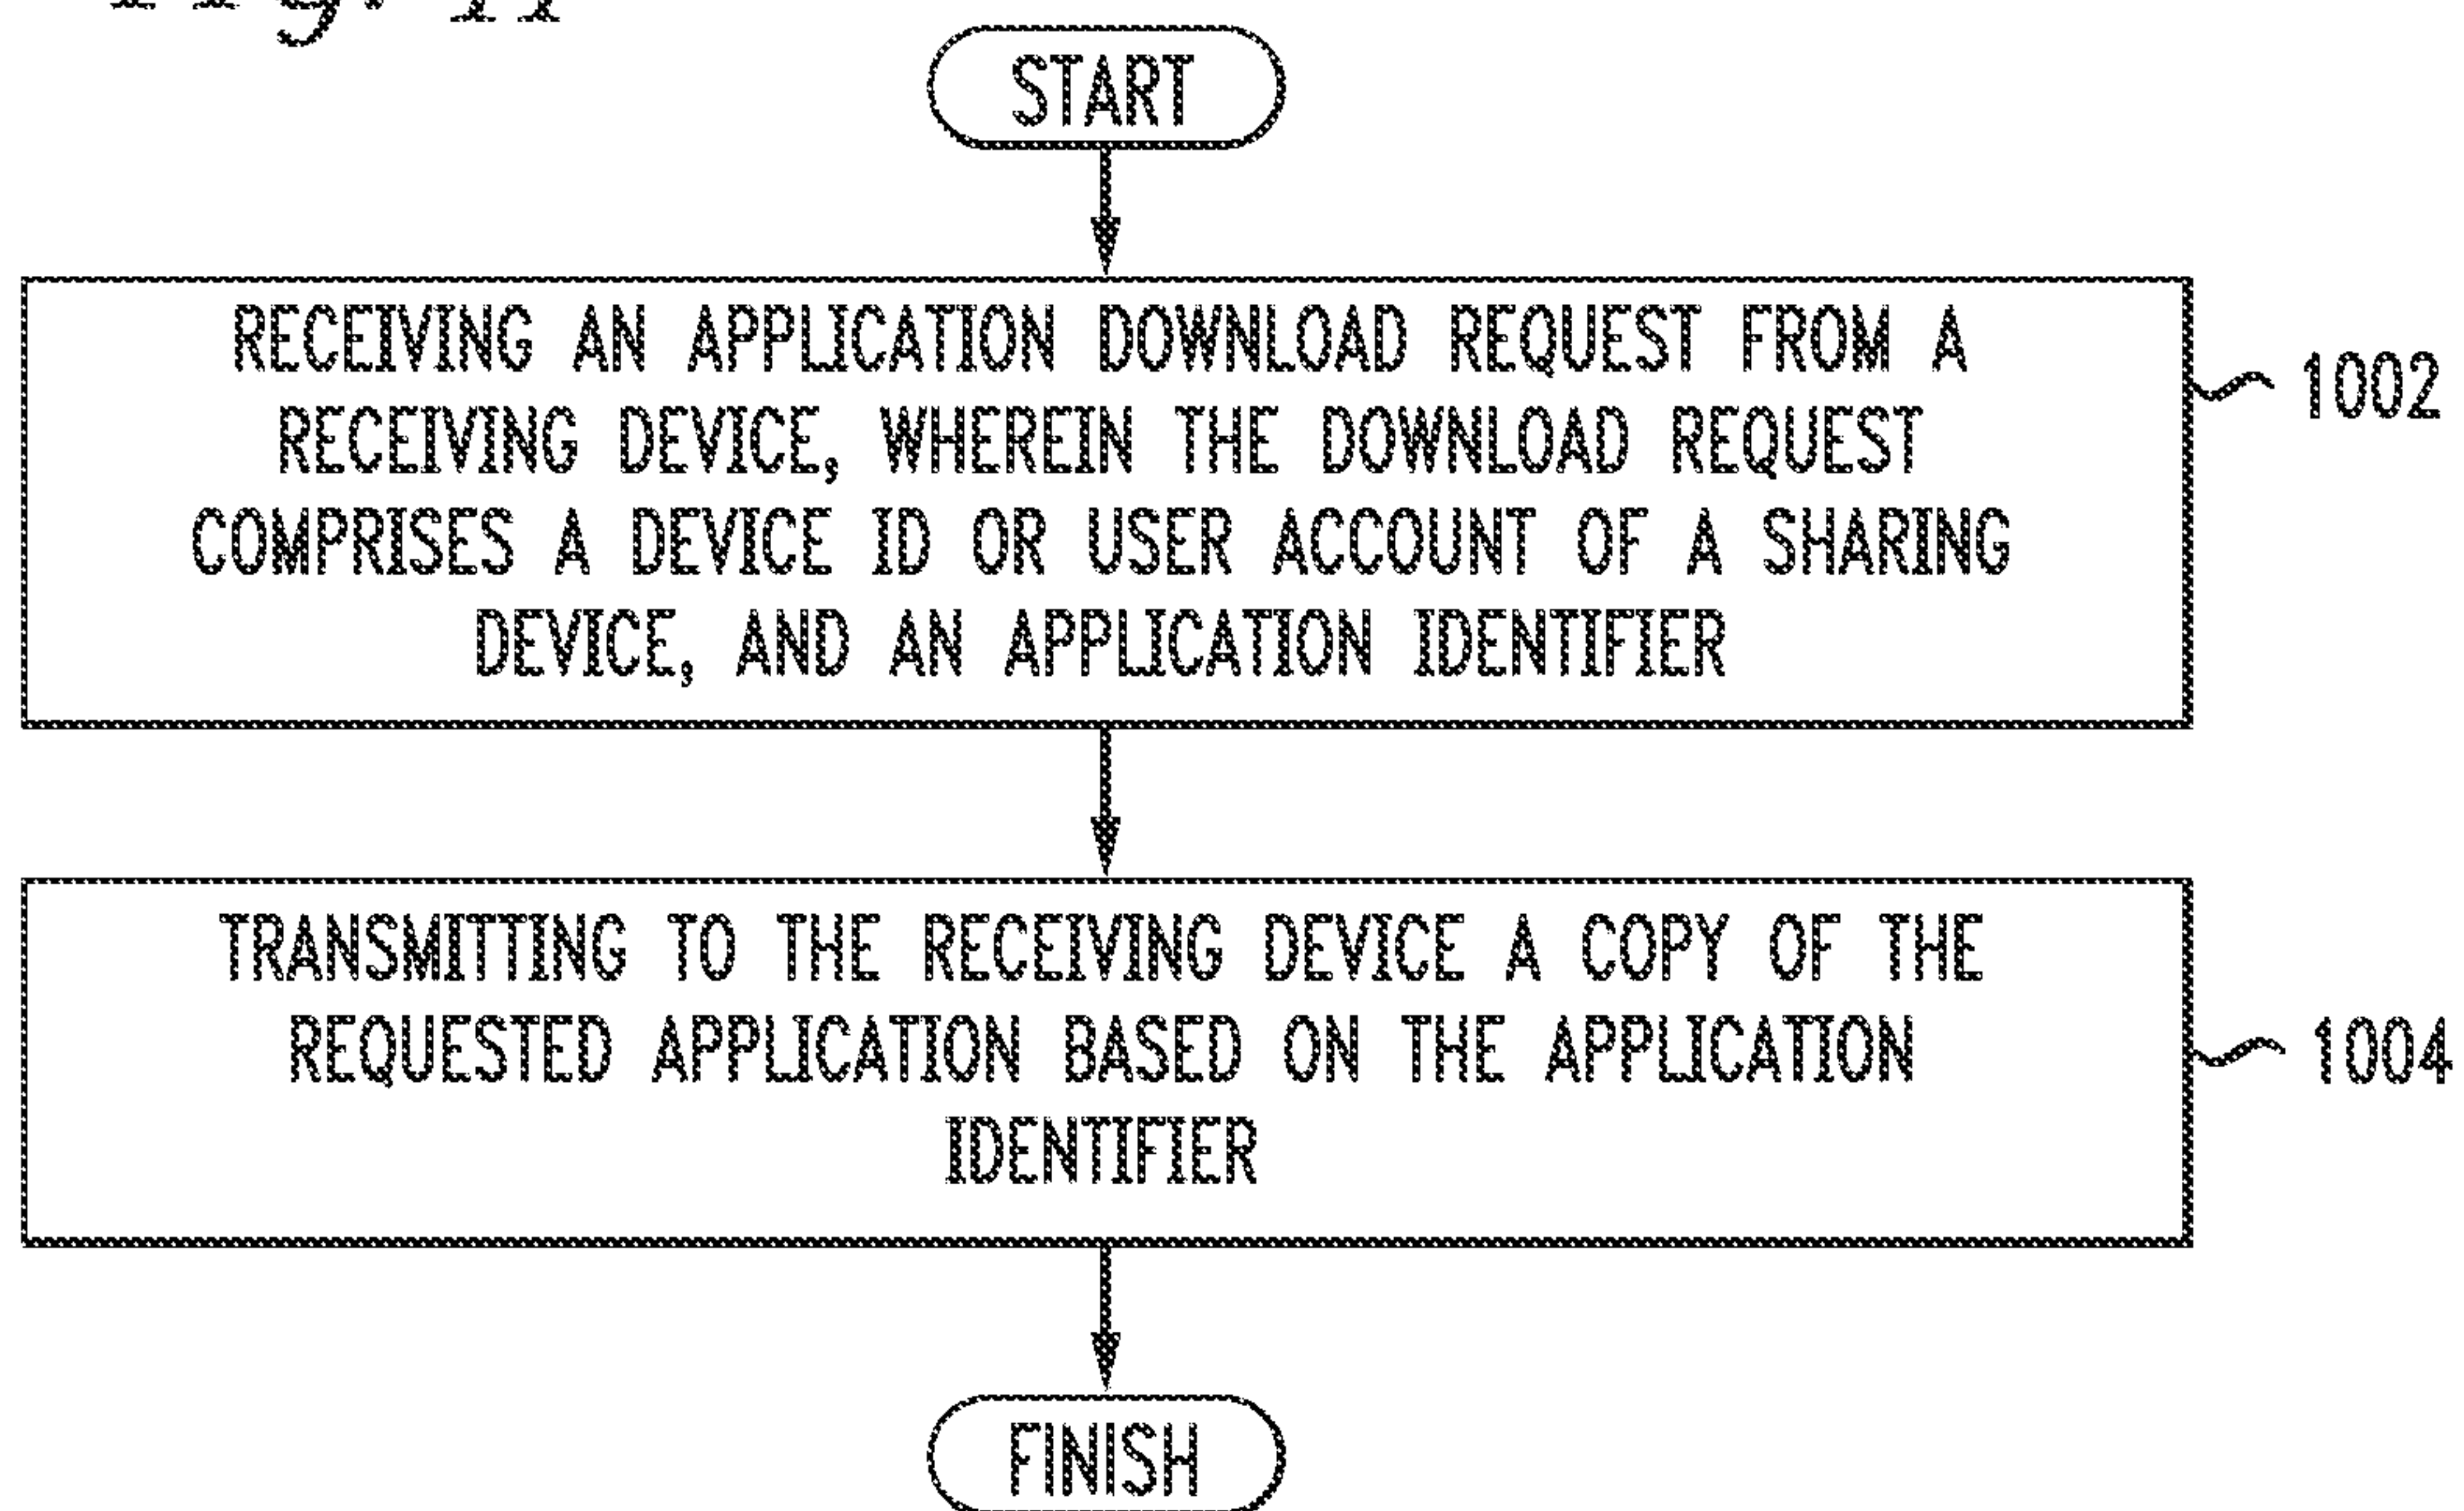 START
RECEIVING AN APPLICATION DOWNLOAD REQUEST FROM A
RECEIVING DEVICE, WHEREIN THE DOWNLOAD REQUEST
COMPRISES A DEVICE ID OR USER ACCOUNT OF A SHARING
DEVICE, AND AN APPLICATION IDENTIFIER
1002
TRANSMITTING TO THE RECEIVING DEVICE A COPY OF THE
REQUESTED APPLICATION BASED ON THE APPLICATION
IDENTIFIER
1004
FINISH